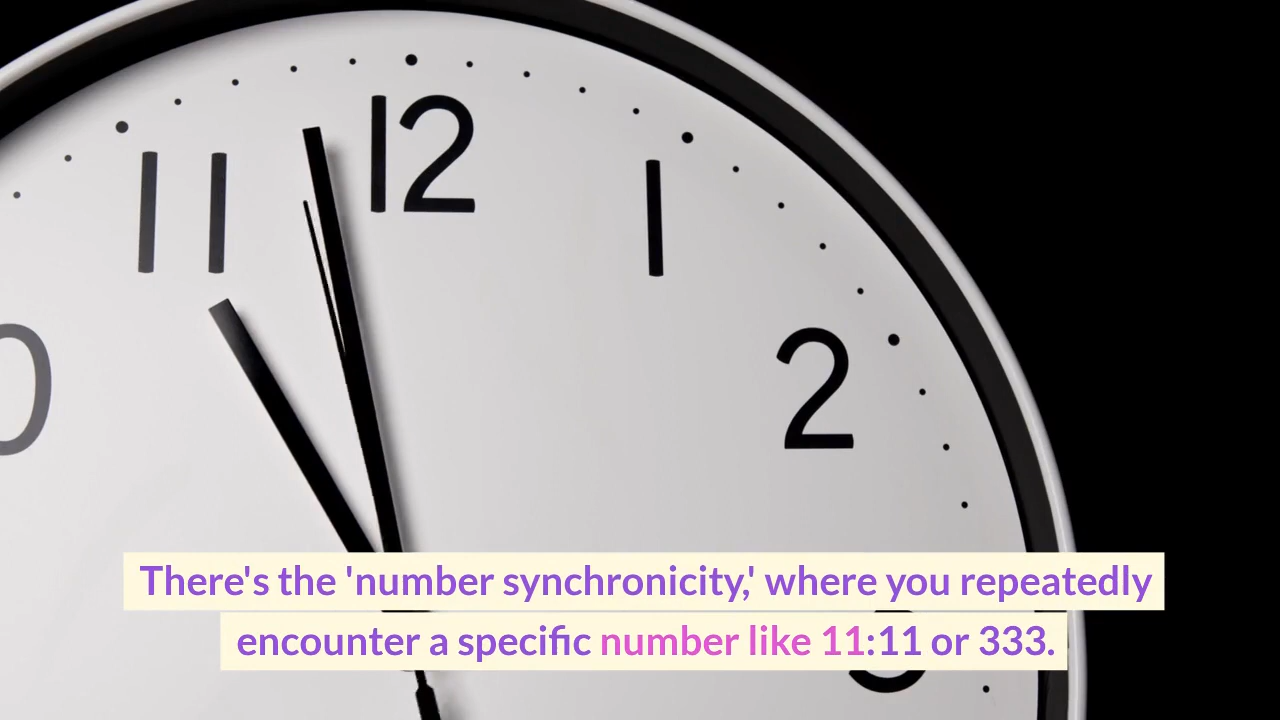 12
11
1
2
There's the 'number synchronicity,' where you repeatedly
encounter a specific number like 11:11 or 333.